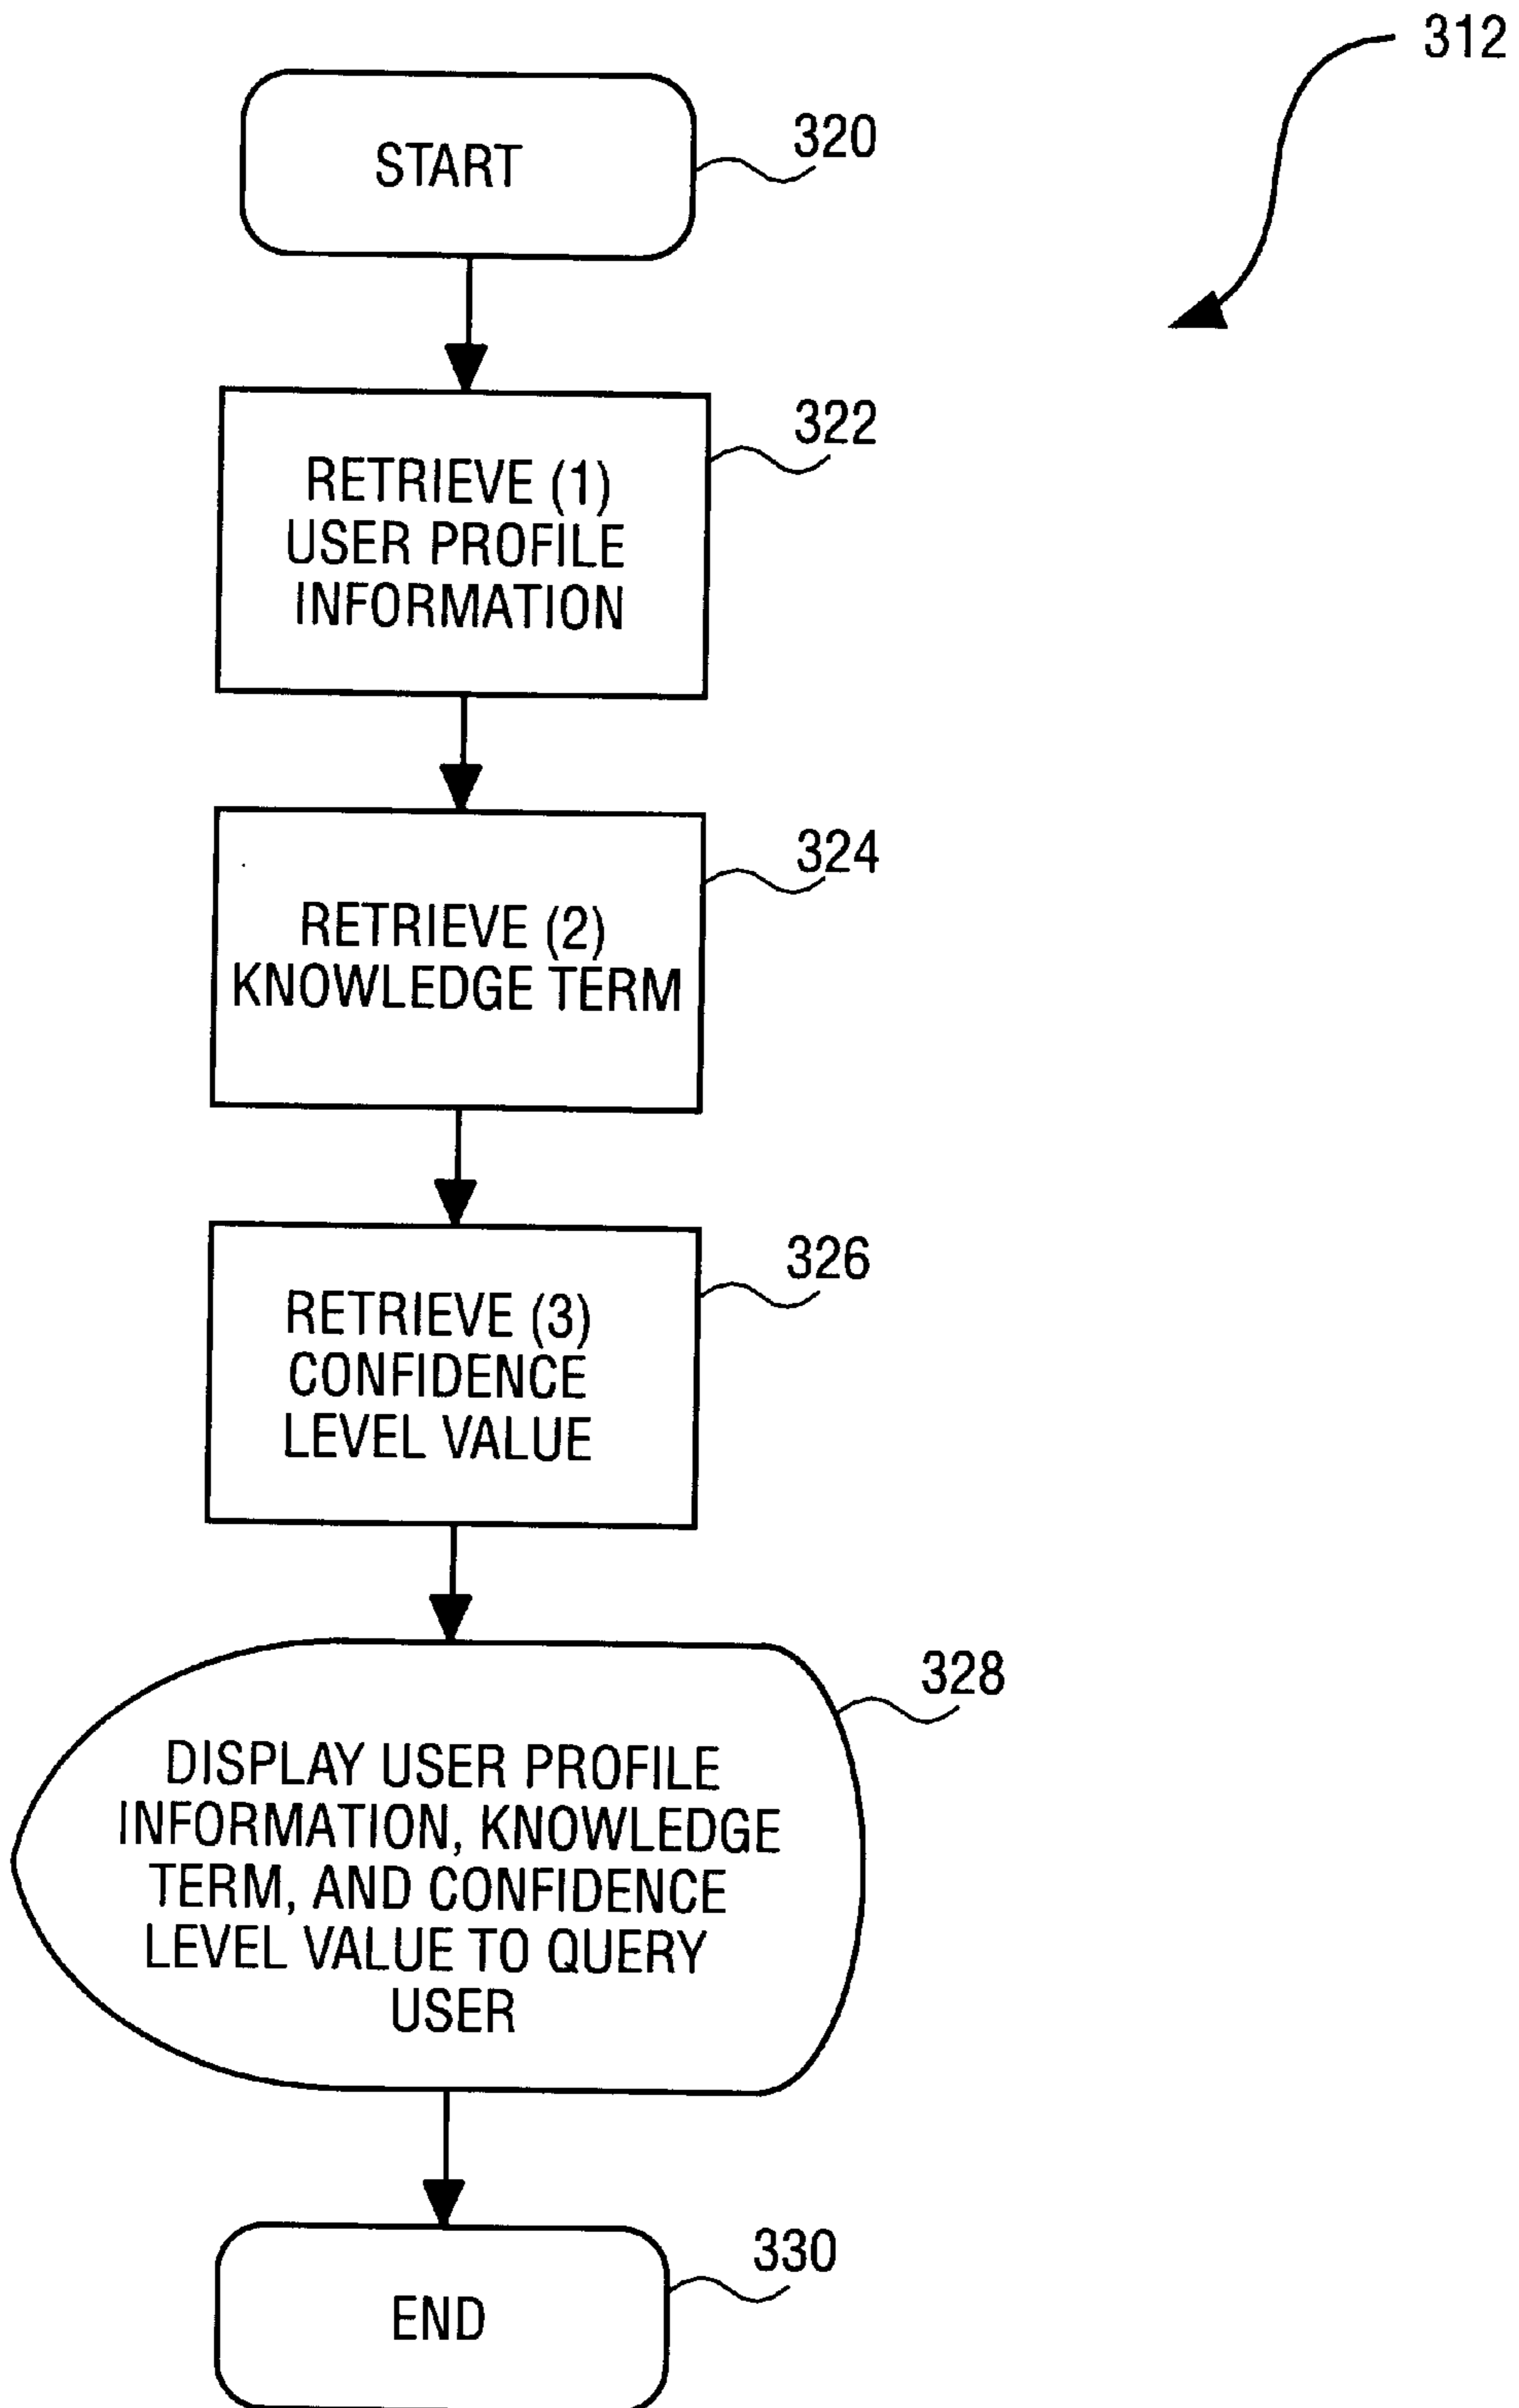 312
START
320
RETRIEVE (1)
USER PROFILE
INFORMATION
322
RETRIEVE (2)
KNOWLEDGE TERM
324
RETRIEVE (3)
CONFIDENCE
LEVEL VALUE
326
DISPLAY USER PROFILE
INFORMATION, KNOWLEDGE
TERM, AND CONFIDENCE
LEVEL VALUE TO QUERY
USER
328
END
330